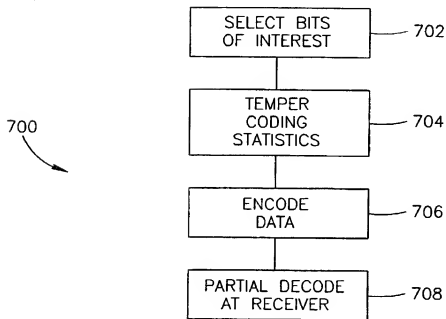 SELECT BITS
OF INTEREST
702
TEMPER
CODING
STATISTICS
704
700
ENCODE
DATA
706
PARTIAL DECODE
AT RECEIVER
708